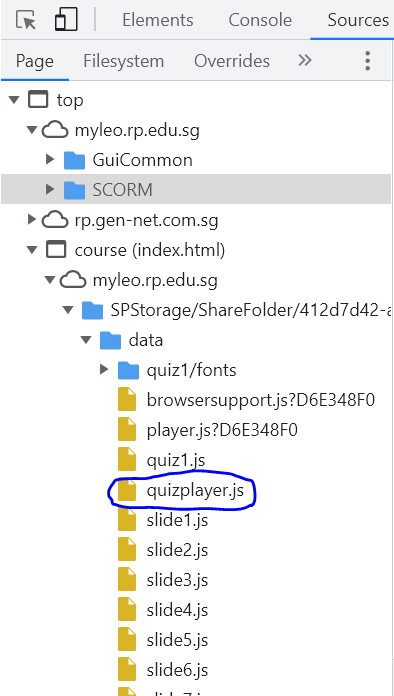 Elements Console Sources
Page Filesystem Overrides »
top
myleo.rp.edu.sg
GuiCommon
SCORM
rp.gen-net.com.sg
course (index.html)
myleo.rp.edu.sg
SPStorage/ShareFolder/412d7d42-
data
quiz1/fonts
browsersupport.js?D6E348F0
player.js?D6E348F0
quiz1.js
quizplayer.js
slide1.js
slide2.js
slide3.js
slide4.js
slide5.js
slide6.js